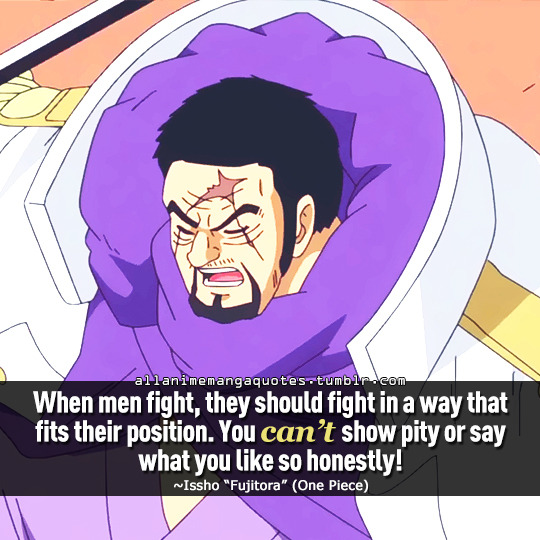 allanimemangaquotes.tumblr.com
When men fight, they should fight in a way that
fits their position. You can't show pity or say
what you like so honestly!
~Issho "Fujitora" (One Piece)